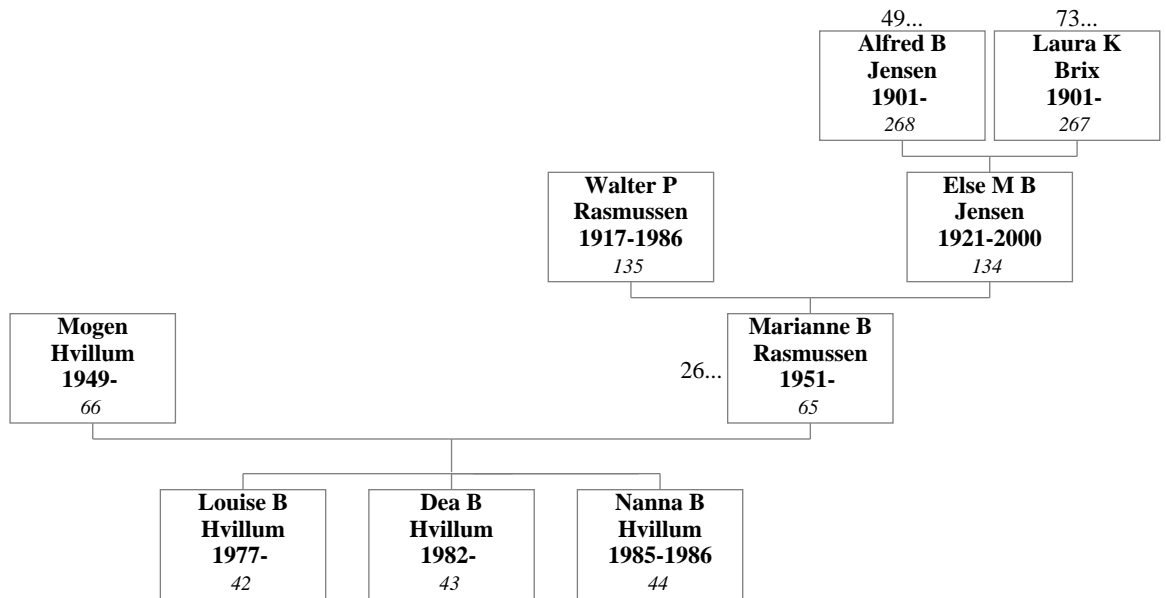 49...
73...
Alfred B
Jensen
1901-
268
Laura K
Brix
1901-
267
Walter P
Rasmussen
1917-1986
135
Else M B
Jensen
1921-2000
134
Mogen
Hvillum
1949-
66
26...
Marianne B
Rasmussen
1951-
65
Louise B
Hvillum
1977-
42
Dea B
Hvillum
1982-
43
Nanna B
Hvillum
1985-1986
44